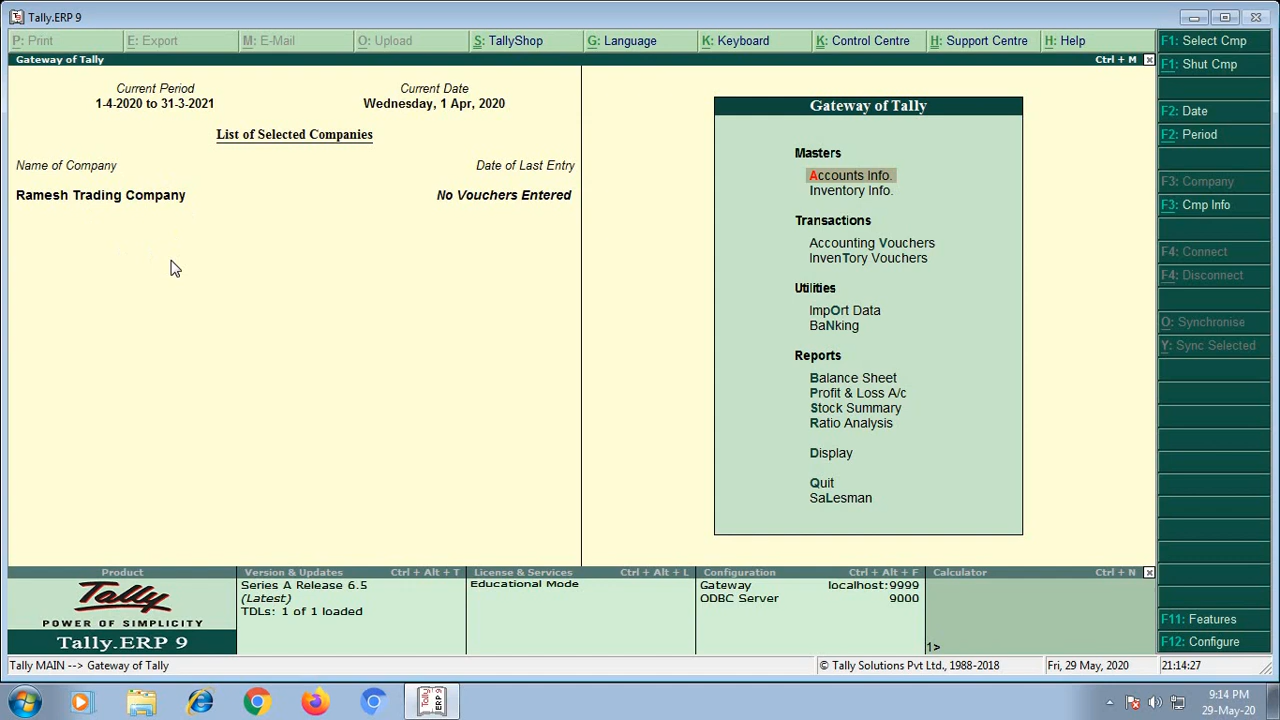 Tally.ERP 9
P: Print
E: Export
M: E-Mail
O: Upload
S: TallyShop
G: Language
K: Keyboard
K: Control Centre
H: Support Centre
H: Help
Gateway of Tally
Ctrl + M
Current Period
1-4-2020 to 31-3-2021
Current Date
Wednesday, 1 Apr, 2020
List of Selected Companies
Name of Company
Date of Last Entry
Ramesh Trading Company
No Vouchers Entered
Gateway of Tally
Masters
Accounts Info.
Inventory Info.
Transactions
Accounting Vouchers
InvenTory Vouchers
Utilities
ImpOrt Data
BaNking
Reports
Balance Sheet
Profit & Loss A/c
Stock Summary
Ratio Analysis
Display
Quit
SaLesman
F1: Select Cmp
F1: Shut Cmp
F2: Date
F2: Period
F3: Company
F3: Cmp Info
F4: Connect
F4: Disconnect
O: Synchronise
Y: Sync Selected
F11: Features
F12: Configure
Product
Tally
POWER OF SIMPLICITY
Tally.ERP 9
Version & Updates
Ctrl + Alt + T
Series A Release 6.5
(Latest)
TDLs: 1 of 1 loaded
License & Services
Ctrl + Alt + L
Educational Mode
Configuration
Ctrl + Alt + F
Gateway
localhost:9999
ODBC Server
9000
Calculator
Ctrl + N
1>
Tally MAIN --> Gateway of Tally
© Tally Solutions Pvt Ltd., 1988-2018
Fri, 29 May, 2020
21:14:27
Tally
ERP 9
9:14 PM
29-May-20